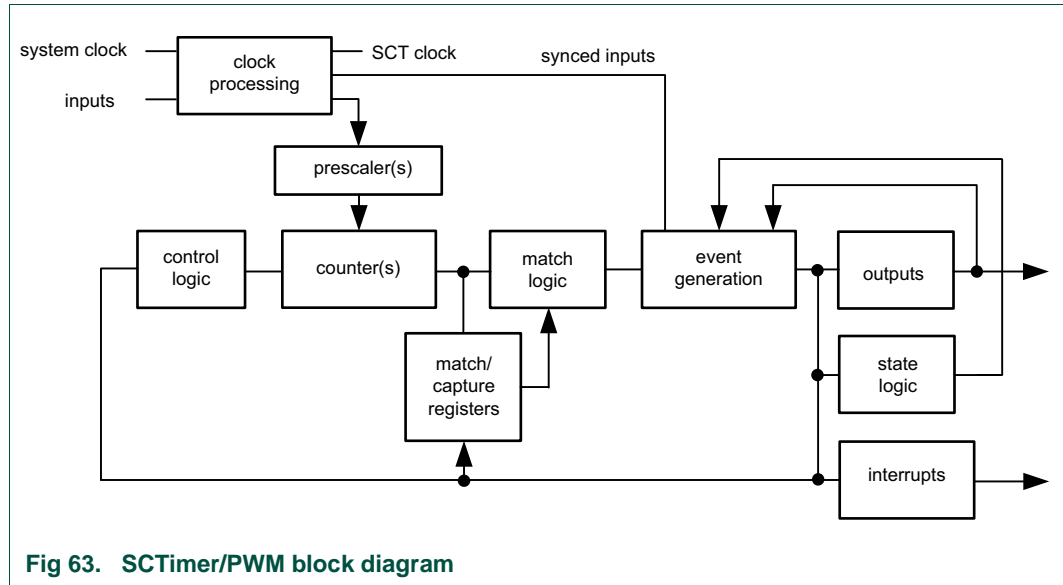 system clock
inputs
clock
processing
SCT clock
synced inputs
prescaler(s)
control
logic
counter(s)
match
logic
event
generation
outputs
match/
capture
registers
state
logic
interrupts
Fig 63. SCTimer/PWM block diagram